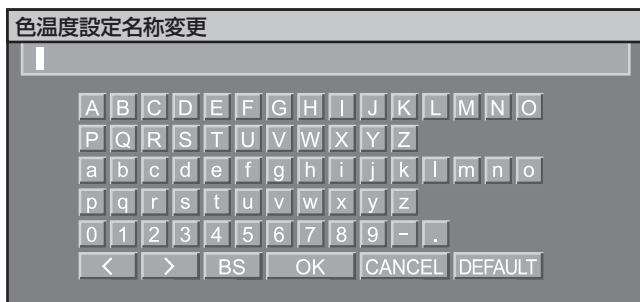 色温度設定名称変更
A B C D E F G H I J K L M N O
P Q R S T U V W X Y Z
a b c d e f g h i j k l m n o
p q r s t u v w x y z
0 1 2 3 4 5 6 7 8 9 - .
< > BS OK CANCEL DEFAULT